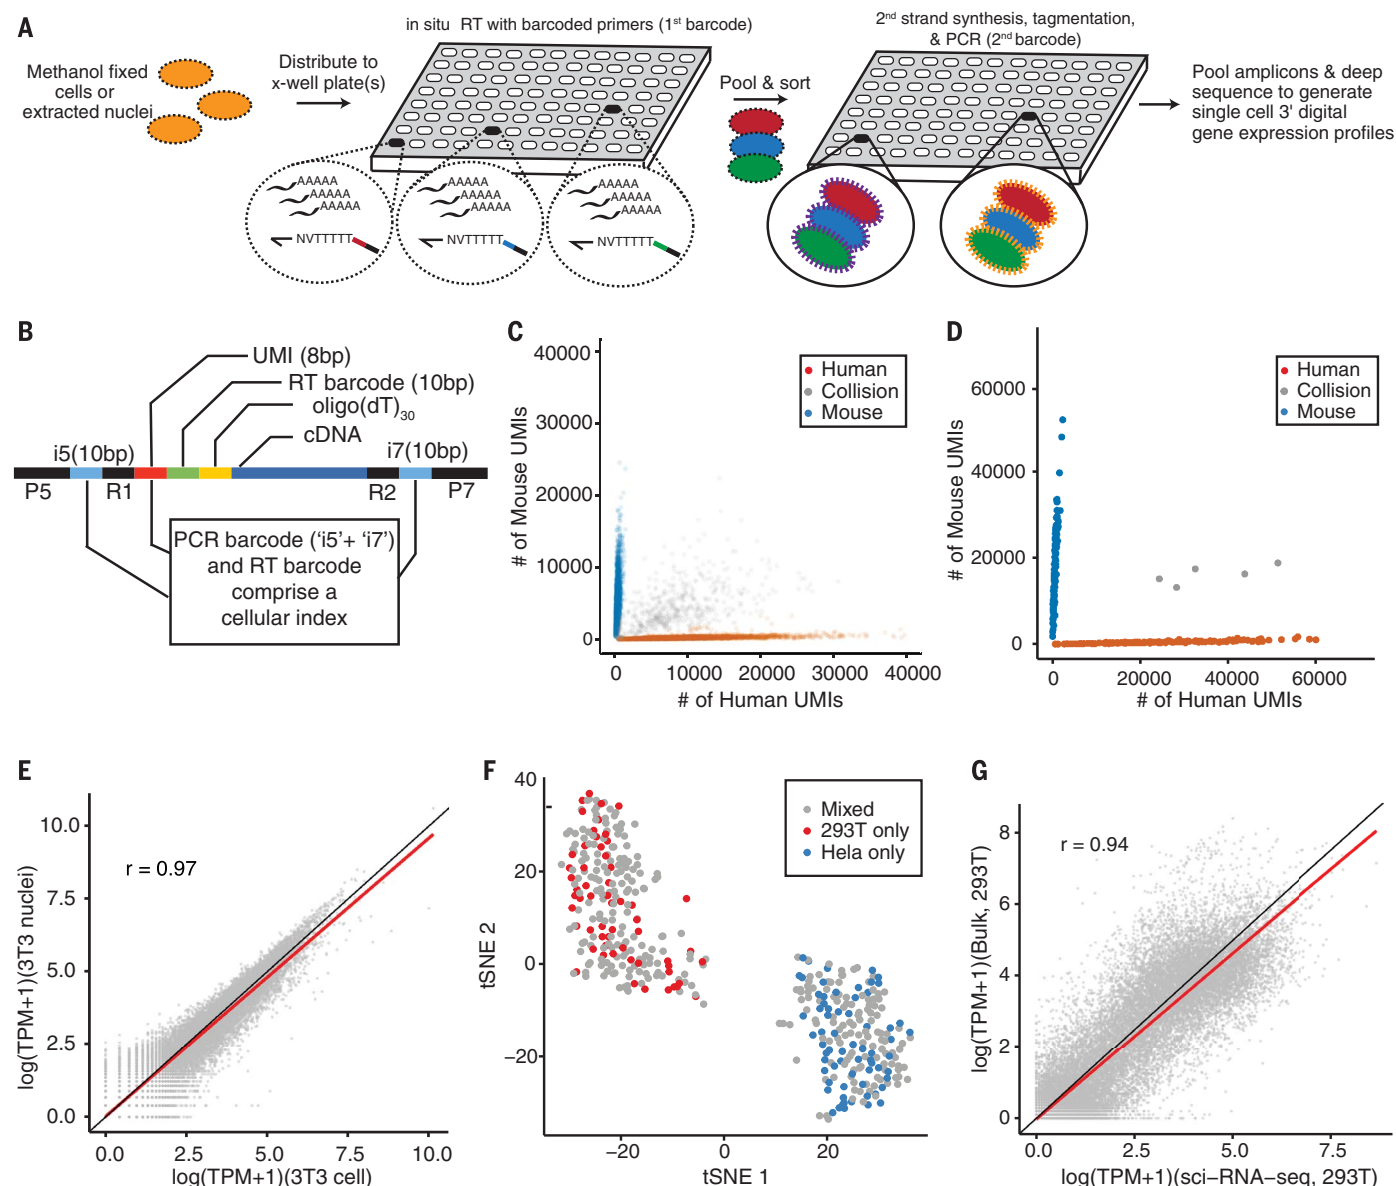 A
Methanol fixed
cells or
extracted nuclei
Distribute to
x-well plate(s)
in situ RT with barcoded primers (1st barcode)
AAAAA
AAAAA
AAAAA
NVTTTTT
AAAAA
AAAAA
AAAAA
NVTTTTT
AAAAA
AAAAA
AAAAA
NVTTTTT
Pool & sort
2nd strand synthesis, tagmentation,
& PCR (2nd barcode)
Pool amplicons & deep
sequence to generate
single cell 3' digital
gene expression profiles
B
UMI (8bp)
RT barcode (10bp)
oligo(dT)30
cDNA
i5(10bp)
i7(10bp)
P5
R1
R2
P7
PCR barcode (‘i5’+ ‘i7’)
and RT barcode
comprise a
cellular index
C
# of Mouse UMIs
40000
30000
20000
10000
0
0 10000 20000 30000 40000
# of Human UMIs
Human
Collision
Mouse
D
# of Mouse UMIs
60000
40000
20000
0
0 20000 40000 60000
# of Human UMIs
Human
Collision
Mouse
E
log(TPM+1)(3T3 nuclei)
10.0
7.5
5.0
2.5
0.0
r = 0.97
0.0 2.5 5.0 7.5 10.0
log(TPM+1)(3T3 cell)
F
tSNE 2
40
20
0
−20
−20 0 20
tSNE 1
Mixed
293T only
Hela only
G
log(TPM+1)(Bulk, 293T)
8
6
4
2
0
r = 0.94
0.0 2.5 5.0 7.5
log(TPM+1)(sci−RNA−seq, 293T)